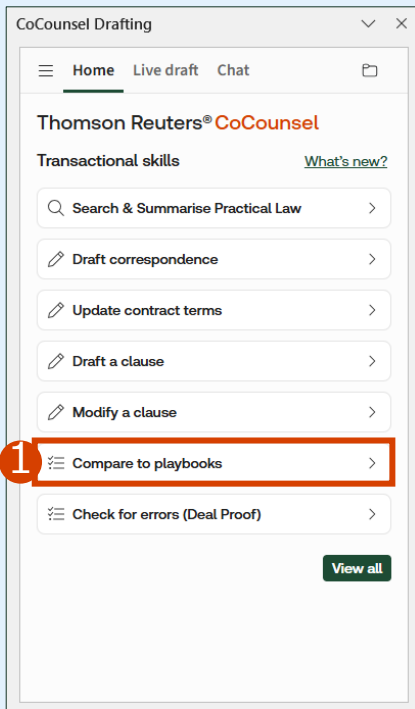 CoCounsel Drafting
Home Live draft Chat
Thomson Reuters® CoCounsel
Transactional skills What's new?
Search & Summarise Practical Law
Draft correspondence
Update contract terms
Draft a clause
Modify a clause
1 Compare to playbooks
Check for errors (Deal Proof)
View all